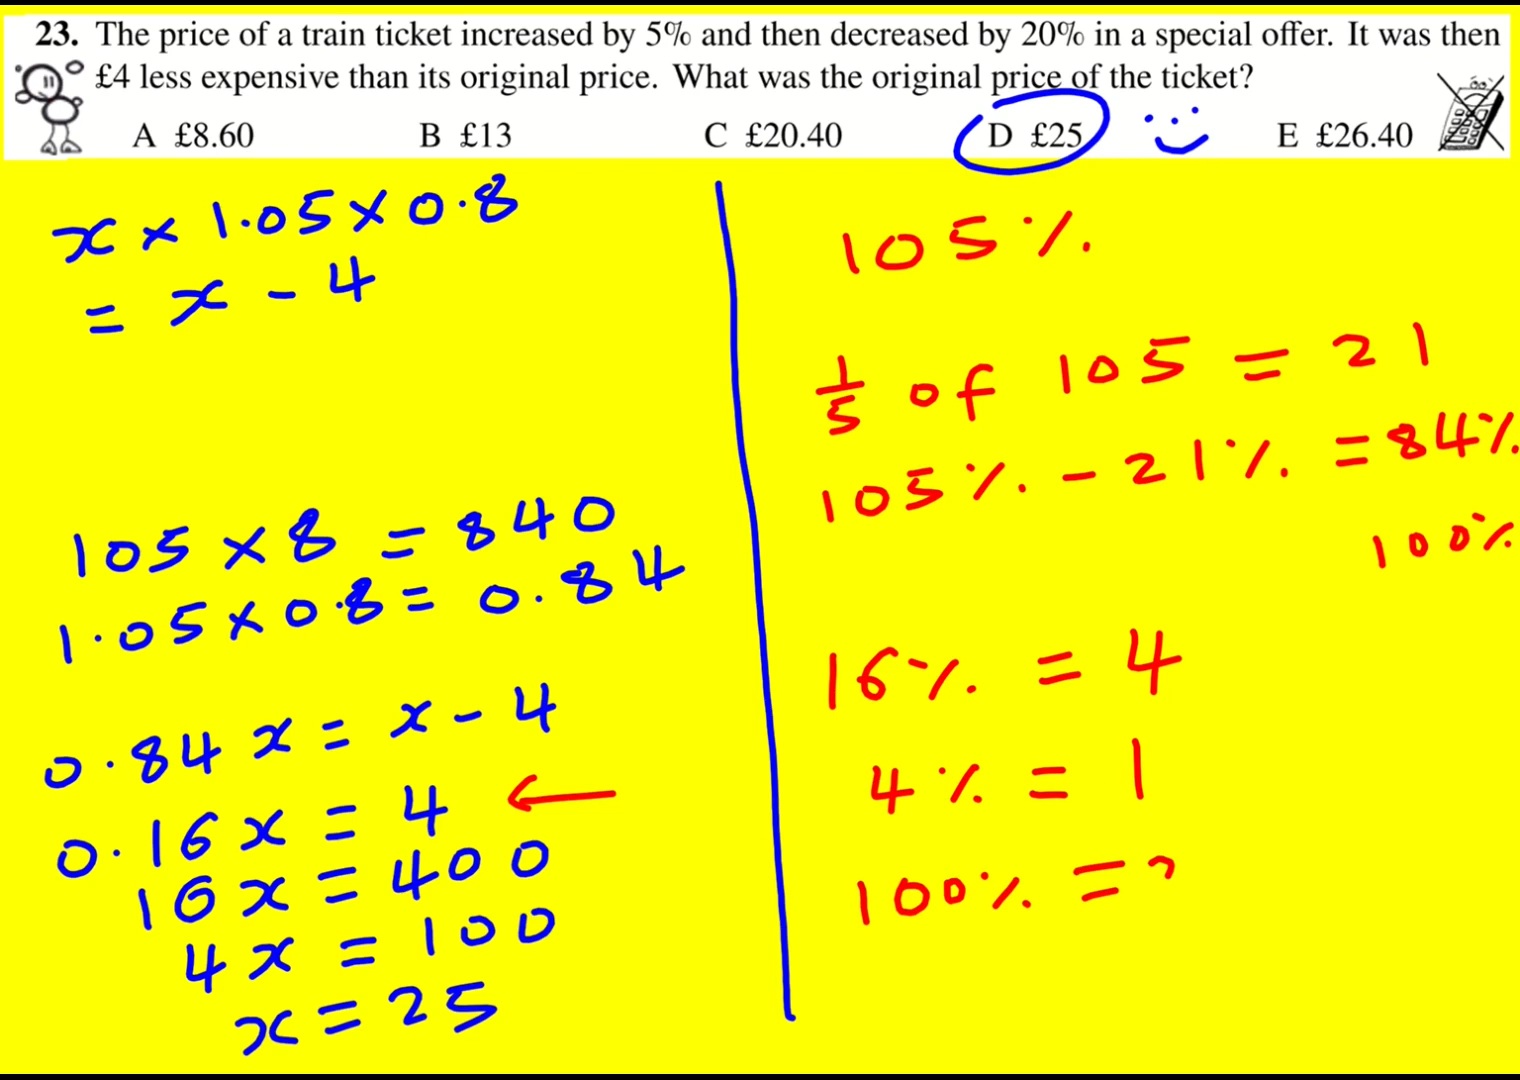 23. The price of a train ticket increased by 5% and then decreased by 20% in a special offer. It was then
£4 less expensive than its original price. What was the original price of the ticket?
A £8.60 B £13 C £20.40 D £25 E £26.40
x × 1.05 × 0.8
= x - 4
105 × 8 = 840
1.05 × 0.8 = 0.84
0.84x = x - 4
0.16x = 4
16x = 400
4x = 100
x = 25
105%
1/5 of 105 = 21
105% - 21% = 84%
100%
16% = 4
4% = 1
100% = ?